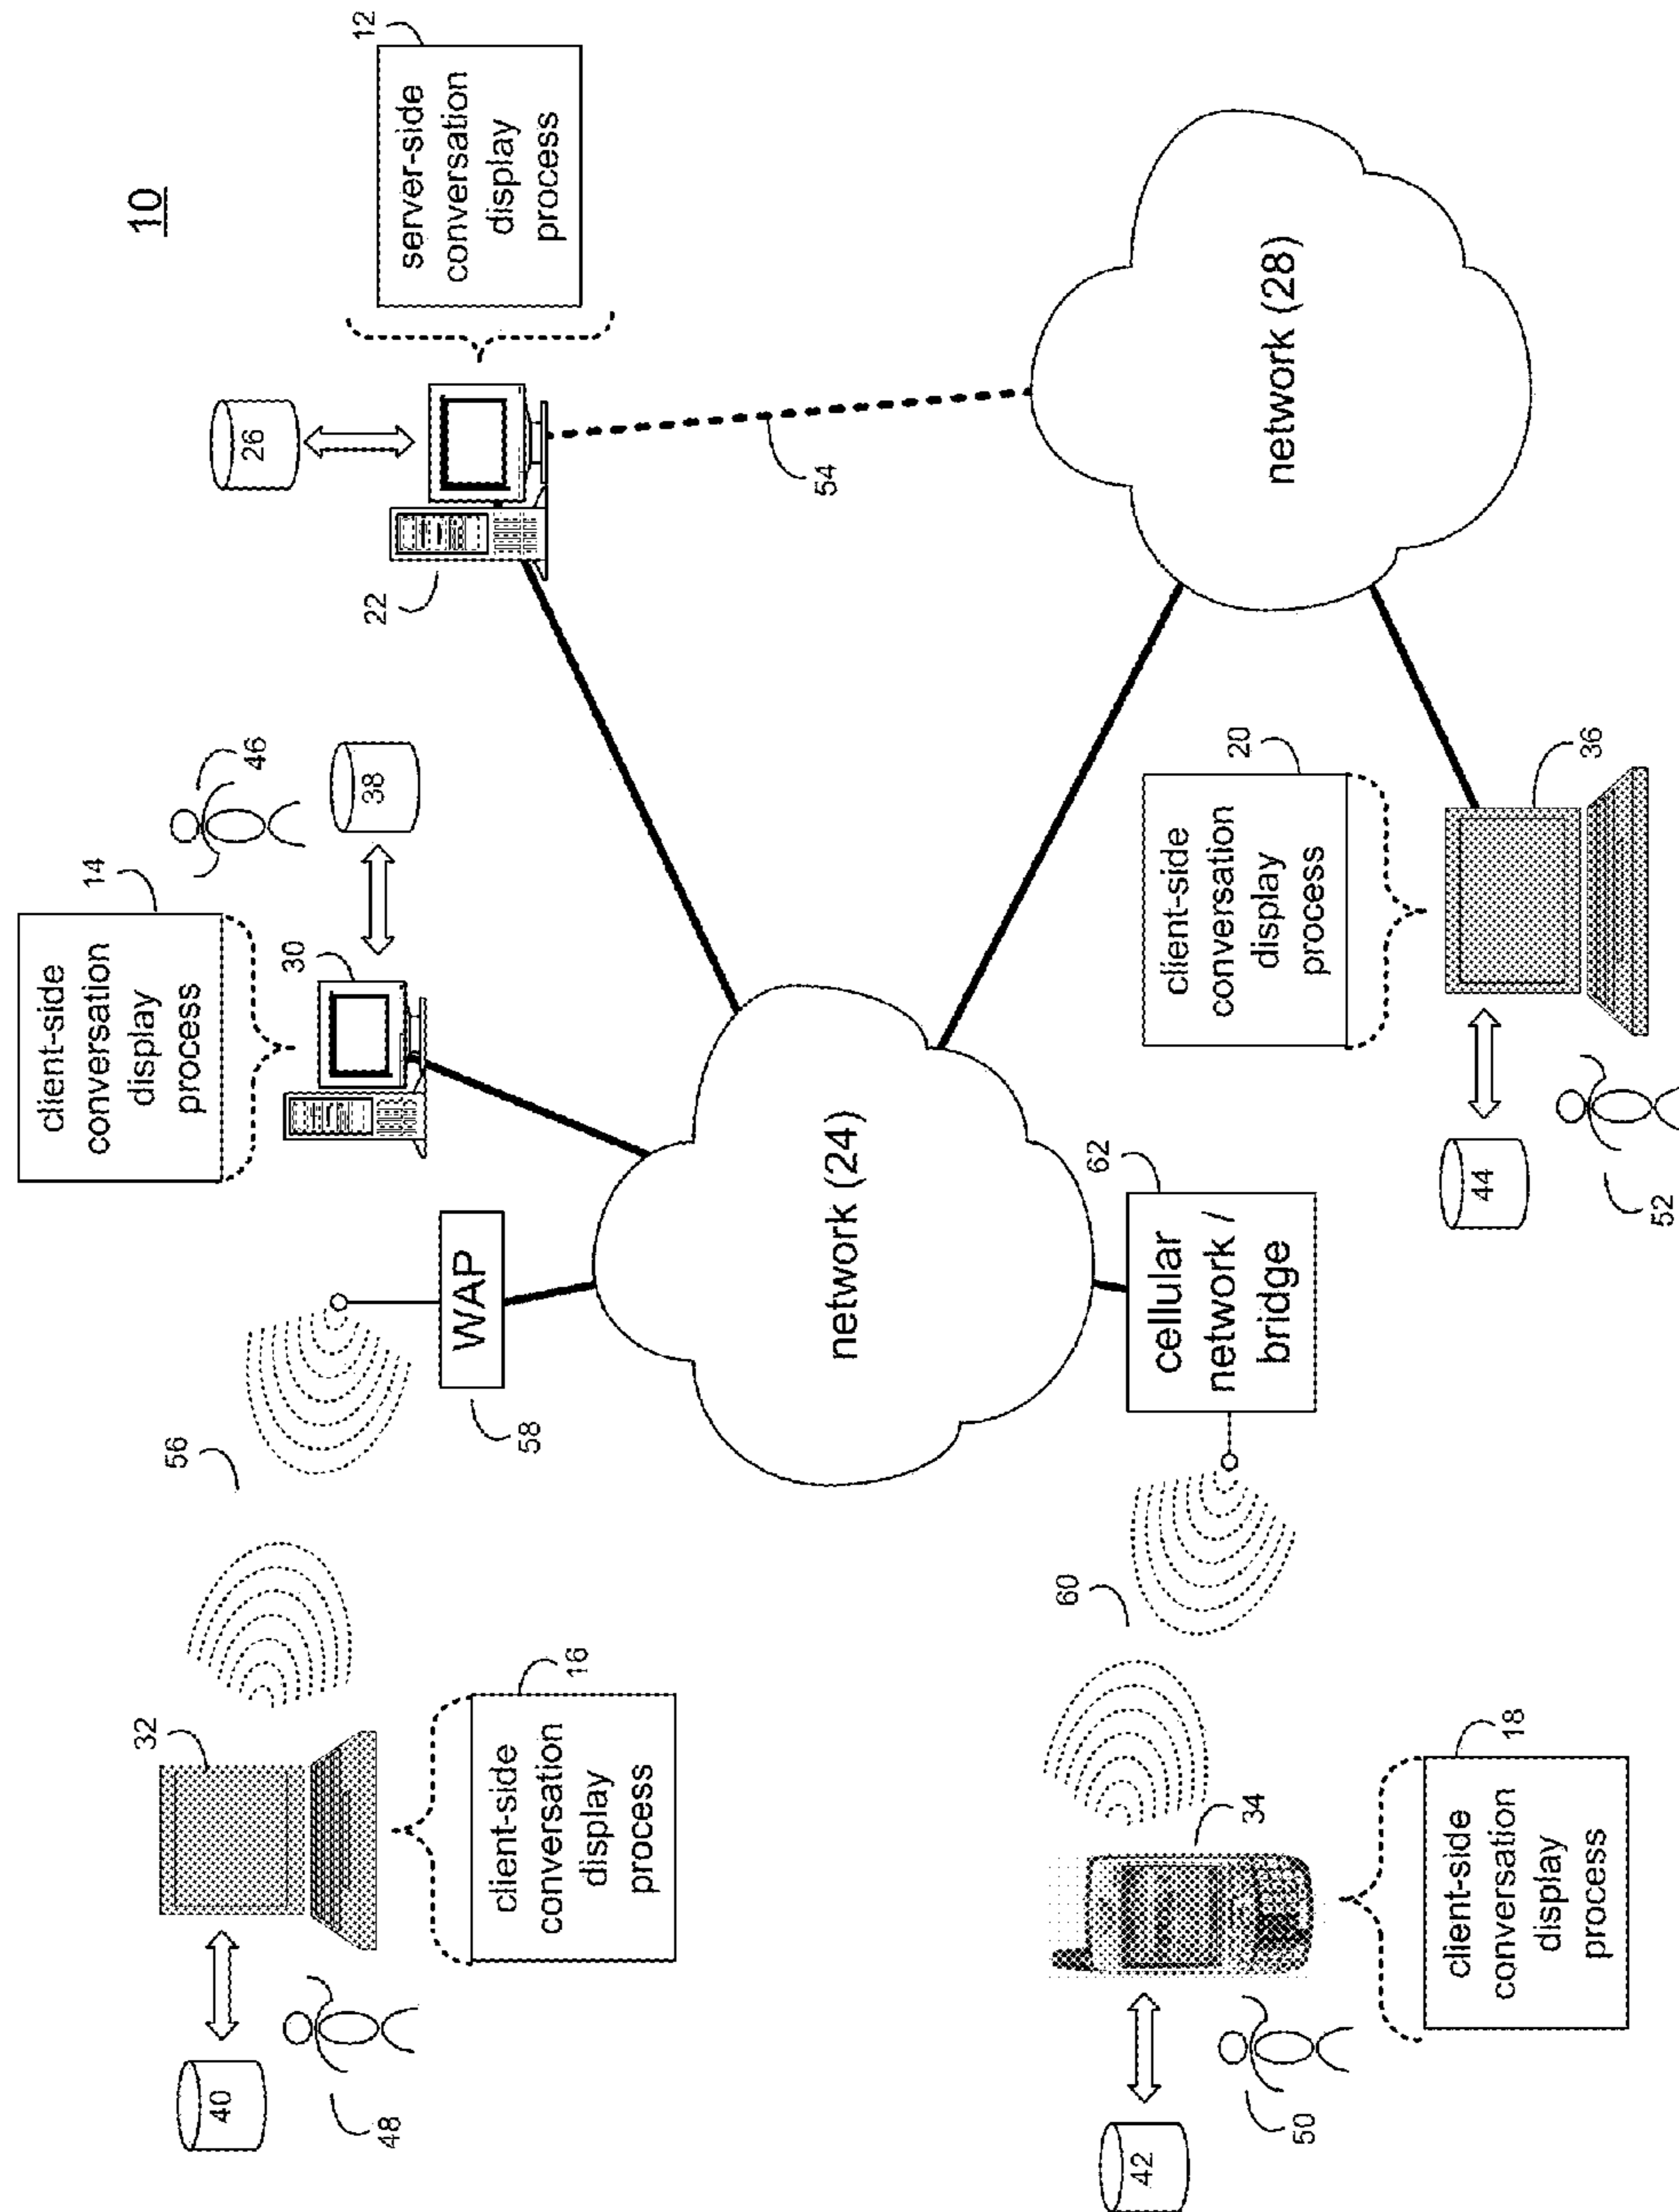 10
client-side
conversation
display
process
14
40
32
48
56
46
30
38
26
12
server-side
conversation
display
process
22
client-side
conversation
display
process
16
58
WAP
network (24)
54
42
34
50
60
62
cellular
network /
bridge
client-side
conversation
display
process
20
network (28)
client-side
conversation
display
process
18
44
36
52